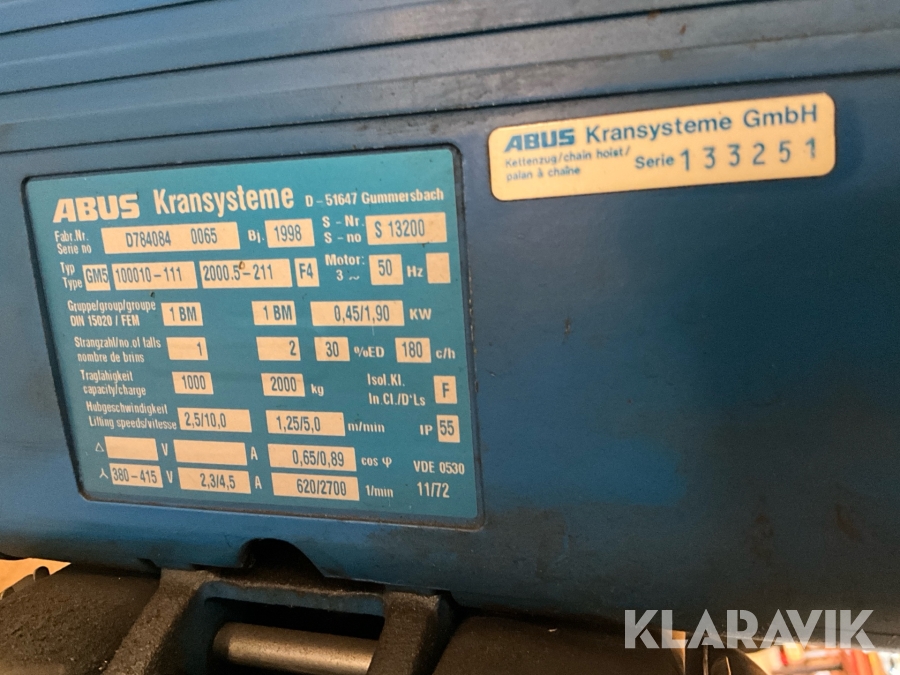 ABUS Kransysteme GmbH
Kettenzug/chain hoist/
palan à chaîne
Serie 133251
ABUS Kransysteme D-51647 Gummersbach
Fabr.Nr.
Serie no
D784084 0065 Bj. 1998
S - Nr.
S - no
S 13200
Typ
Type
GM5 100010-111 2000.5-211 F4
Motor:
3 ~
50 Hz
Gruppe/group/groupe
DIN 15020 / FEM
1 BM 1 BM 0,45/1,90 KW
Strangzahl/no.of falls
nombre de brins
1 2 30 %ED 180 c/h
Tragfähigkeit
capacity/charge
1000 2000 kg
Isol.Kl.
In Cl./D'Ls
F
Hubgeschwindigkeit
Lifting speeds/vitesse
2,5/10,0 1,25/5,0 m/min IP 55
△ V A 0,65/0,89 cos φ VDE 0530
380-415 V 2,3/4,5 A 620/2700 1/min 11/72
KLARAVIK